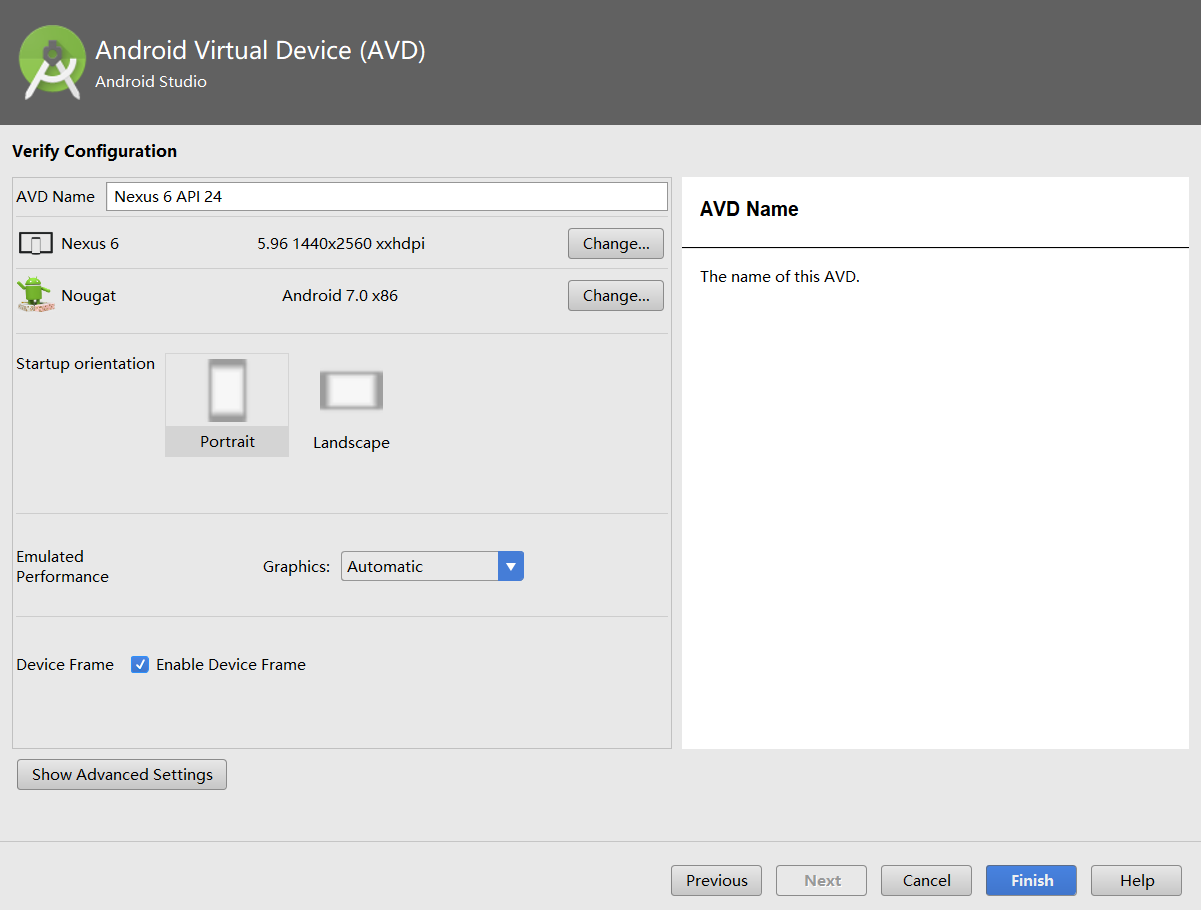 Android Virtual Device (AVD)
Android Studio
Verify Configuration
AVD Name Nexus 6 API 24
Nexus 6 5.96 1440x2560 xxhdpi Change...
Nougat Android 7.0 x86 Change...
Startup orientation
Portrait Landscape
Emulated
Performance
Graphics: Automatic
Device Frame Enable Device Frame
Show Advanced Settings
AVD Name
The name of this AVD.
Previous Next Cancel Finish Help